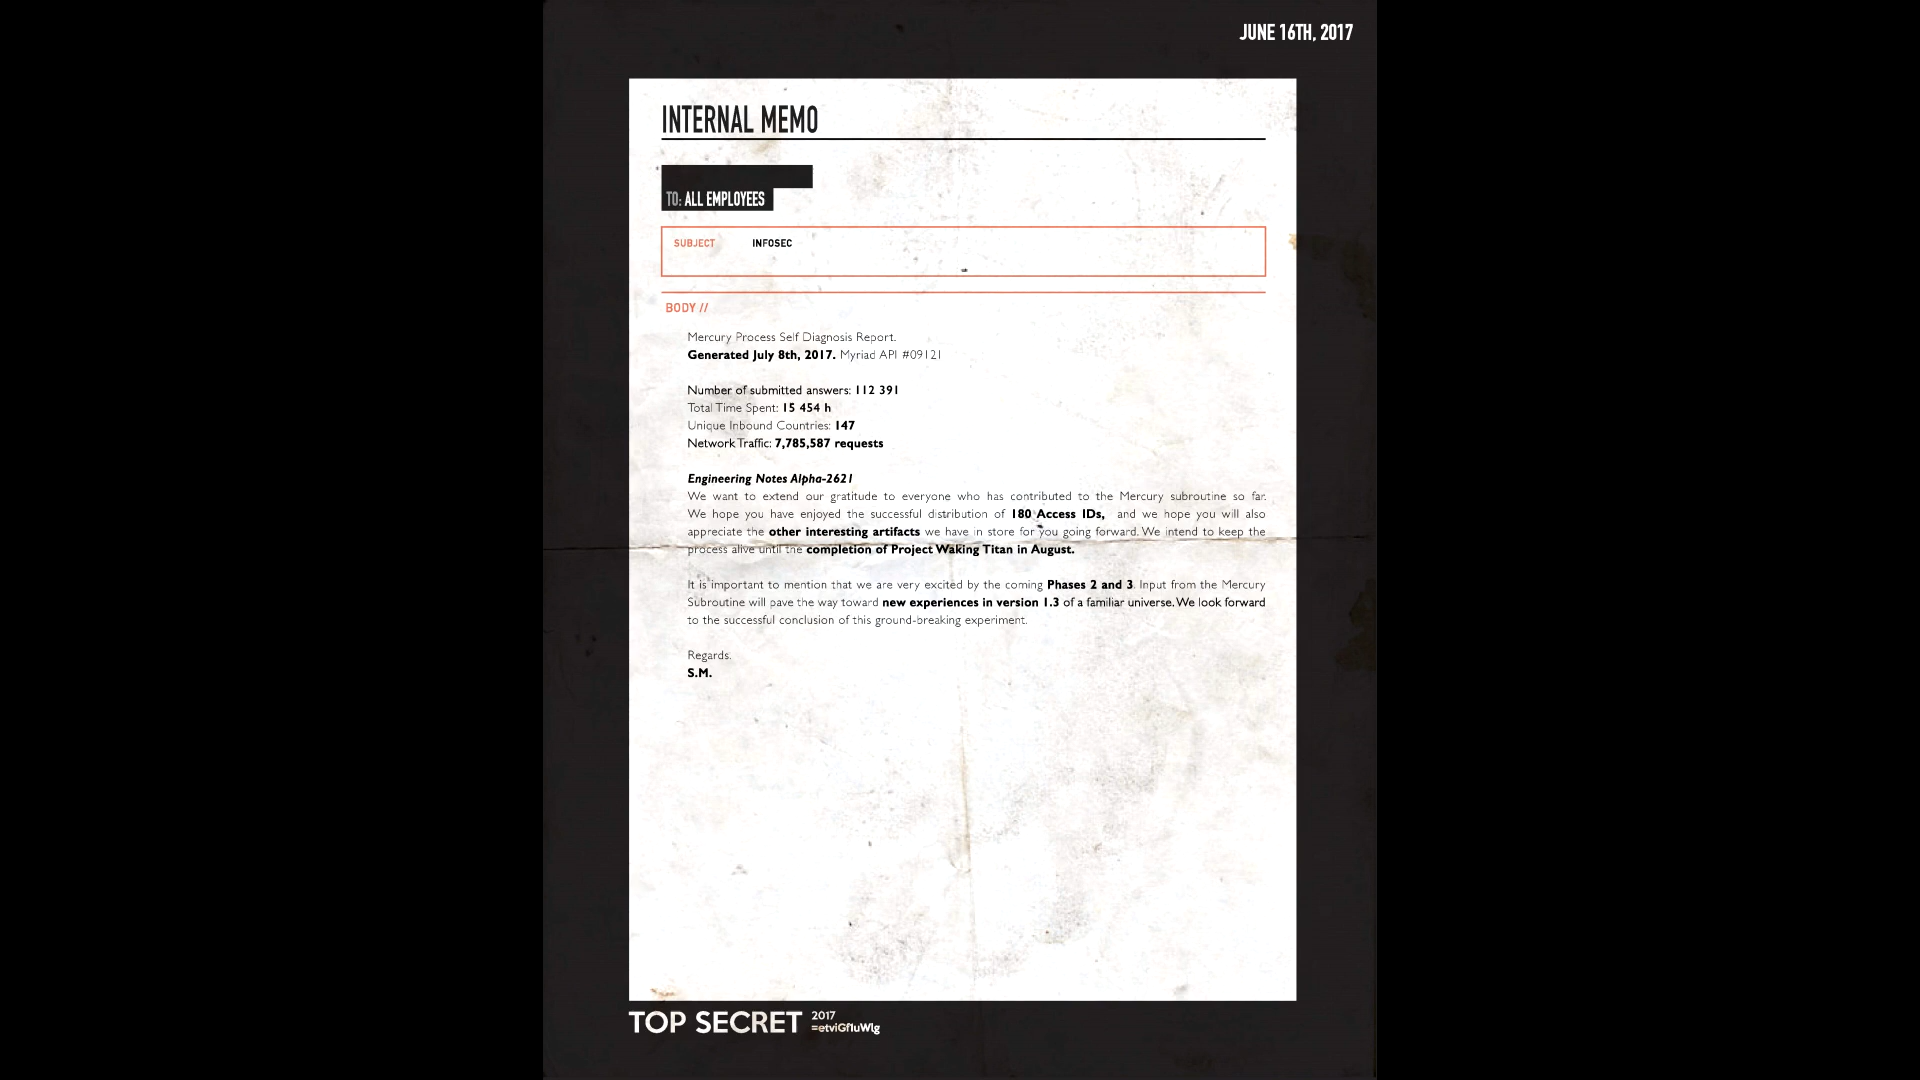 JUNE 16TH, 2017
INTERNAL MEMO
TO: ALL EMPLOYEES
SUBJECT INFOSEC
BODY //
Mercury Process Self Diagnosis Report.
Generated July 8th, 2017. Myriad API #09121
Number of submitted answers: 112 391
Total Time Spent: 15 454 h
Unique Inbound Countries: 147
Network Traffic: 7,785,587 requests
Engineering Notes Alpha-2621
We want to extend our gratitude to everyone who has contributed to the Mercury subroutine so far.
We hope you have enjoyed the successful distribution of 180 Access IDs, and we hope you will also
appreciate the other interesting artifacts we have in store for you going forward. We intend to keep the
process alive until the completion of Project Waking Titan in August.
It is important to mention that we are very excited by the coming Phases 2 and 3. Input from the Mercury
Subroutine will pave the way toward new experiences in version 1.3 of a familiar universe. We look forward
to the successful conclusion of this ground-breaking experiment.
Regards.
S.M.
TOP SECRET 2017